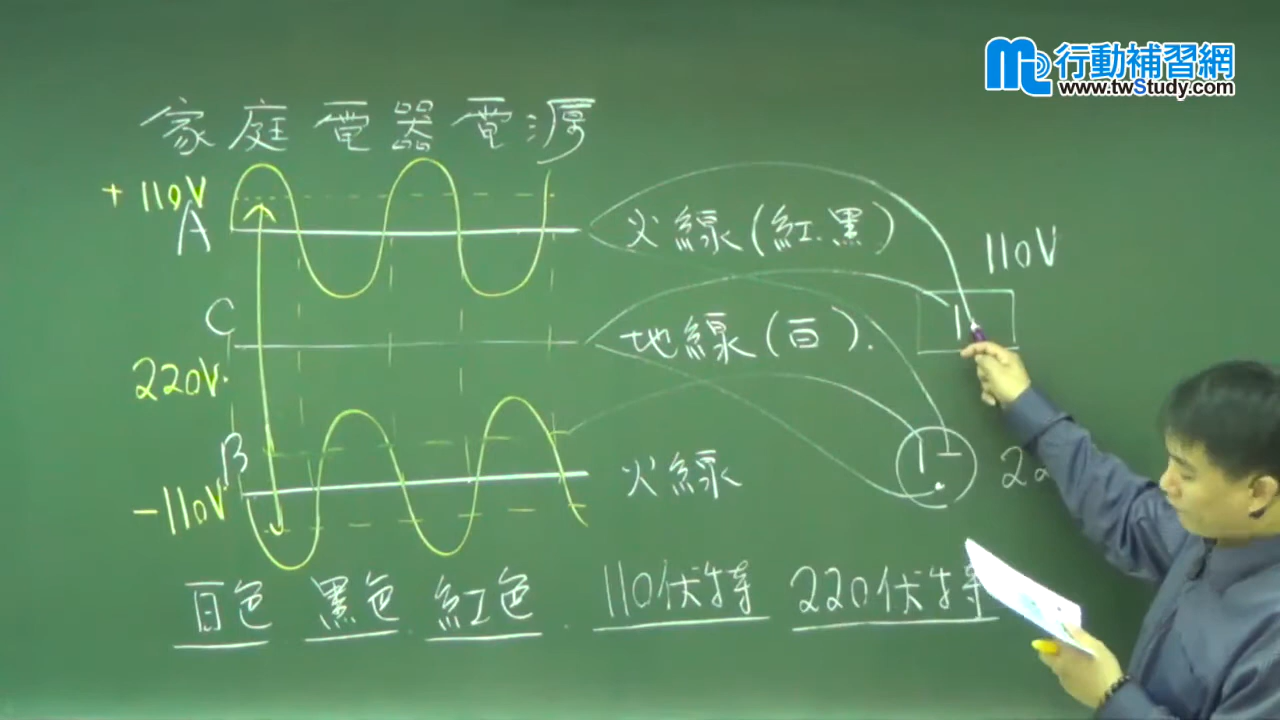 行動補習網
www.twStudy.com
家庭電器電源
+110V
A
火線(紅.黑)
110V
C
地線(白).
220V.
B
火線
22
-110V
白色 黑色 紅色. 110伏特 220伏特